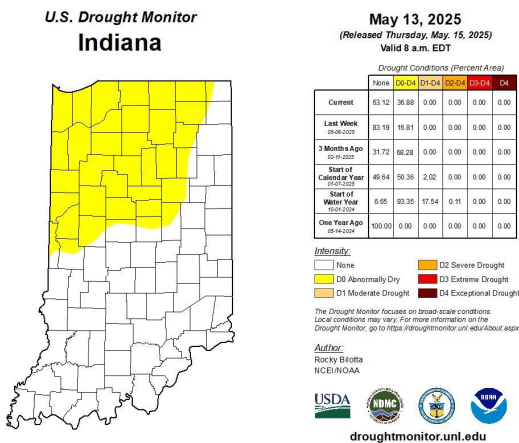 U.S. Drought Monitor
Indiana
May 13, 2025
(Released Thursday, May. 15, 2025)
Valid 8 a.m. EDT
Drought Conditions (Percent Area)
None D0-D4 D1-D4 D2-D4 D3-D4 D4
Current 63.12 36.88 0.00 0.00 0.00 0.00
Last Week 83.19 16.81 0.00 0.00 0.00 0.00
05-06-2025
3 Months Ago 31.72 68.28 0.00 0.00 0.00 0.00
02-11-2025
Start of
Calendar Year 49.64 50.36 2.02 0.00 0.00 0.00
01-07-2025
Start of
Water Year 6.65 93.35 17.54 0.11 0.00 0.00
10-01-2024
One Year Ago 100.00 0.00 0.00 0.00 0.00 0.00
05-14-2024
Intensity:
None
D0 Abnormally Dry
D1 Moderate Drought
D2 Severe Drought
D3 Extreme Drought
D4 Exceptional Drought
The Drought Monitor focuses on broad-scale conditions.
Local conditions may vary. For more information on the
Drought Monitor, go to https://droughtmonitor.unl.edu/About.aspx
Author:
Rocky Bilotta
NCEI/NOAA
USDA
NDMC
NOAA
droughtmonitor.unl.edu